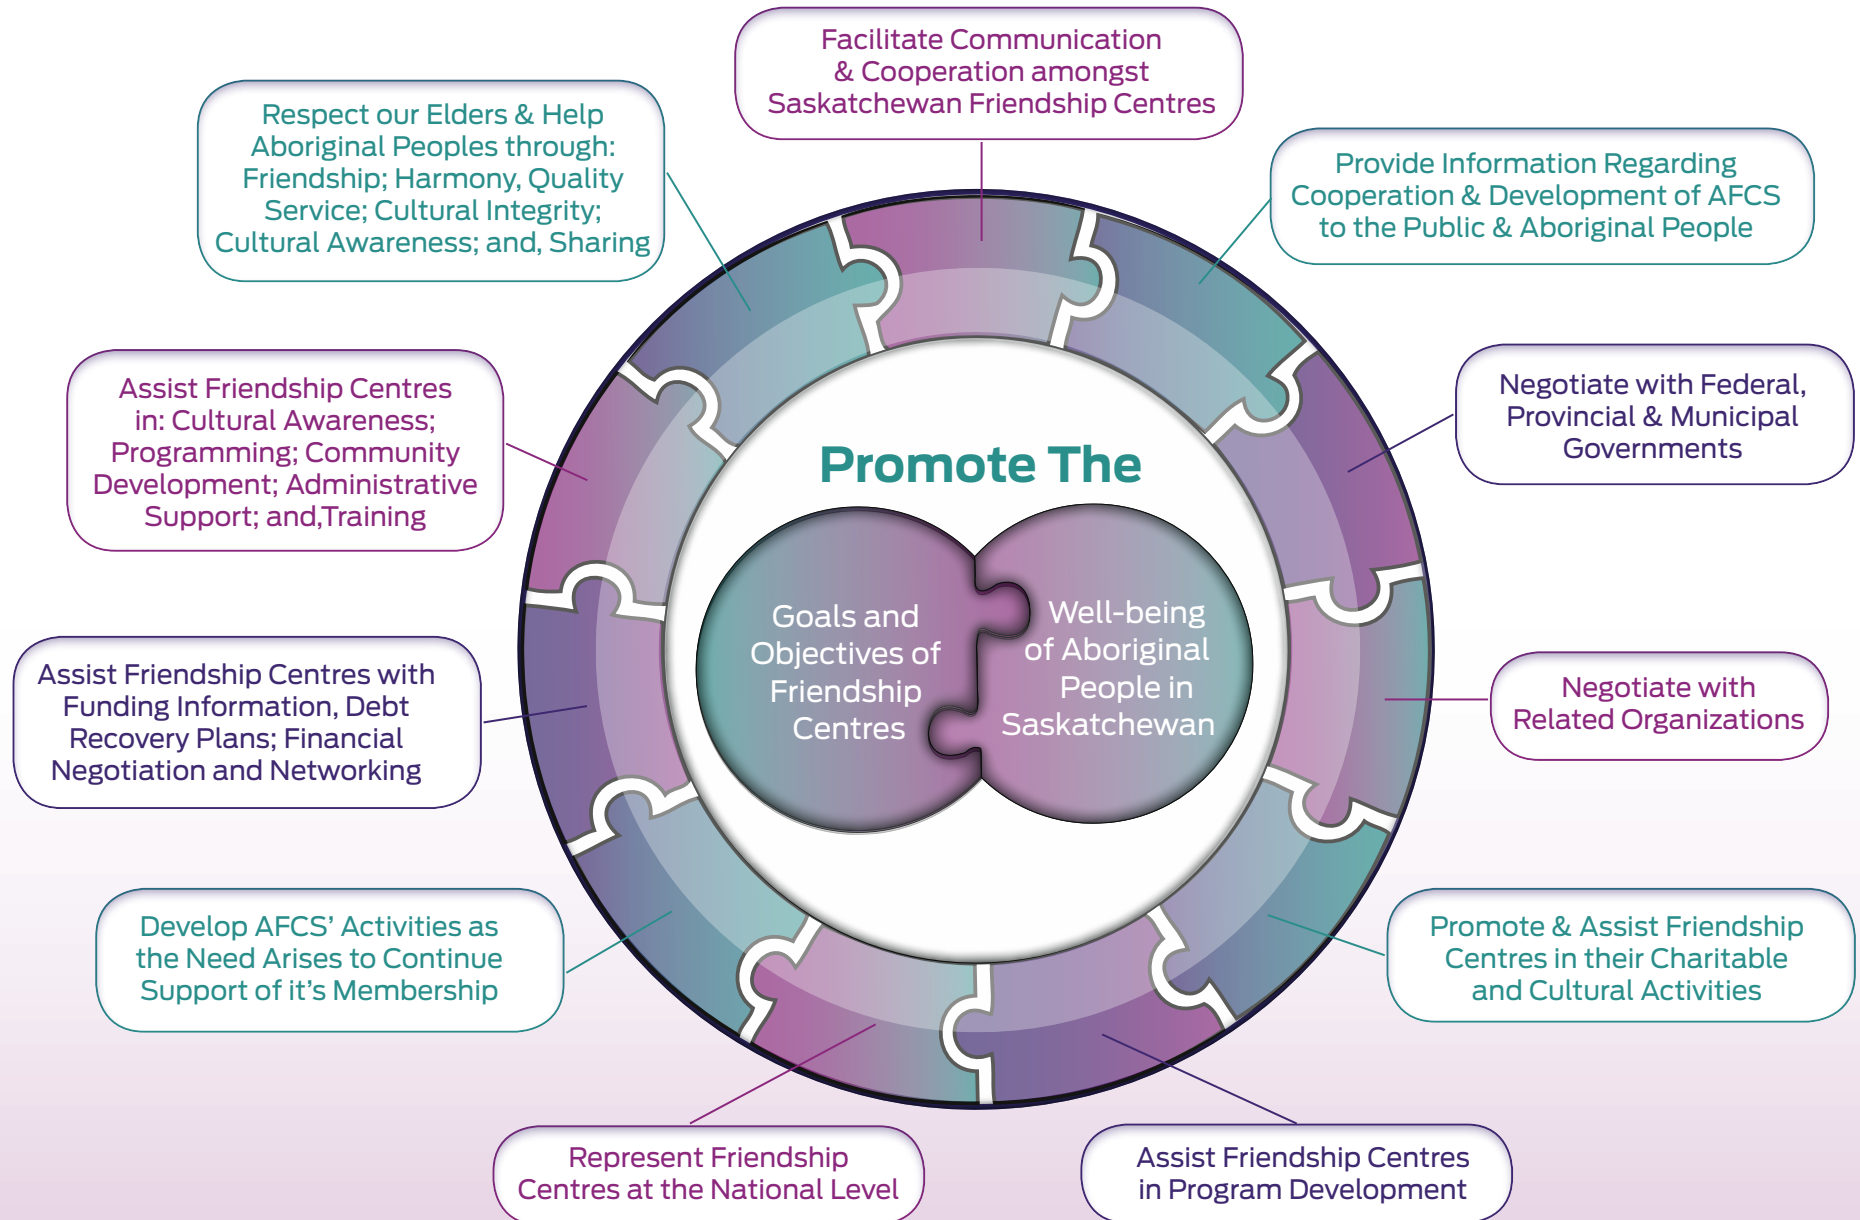 Facilitate Communication
& Cooperation amongst
Saskatchewan Friendship Centres
Provide Information Regarding
Cooperation & Development of AFCS
to the Public & Aboriginal People
Negotiate with Federal,
Provincial & Municipal
Governments
Negotiate with
Related Organizations
Promote & Assist Friendship
Centres in their Charitable
and Cultural Activities
Assist Friendship Centres
in Program Development
Represent Friendship
Centres at the National Level
Develop AFCS’ Activities as
the Need Arises to Continue
Support of it’s Membership
Assist Friendship Centres with
Funding Information, Debt
Recovery Plans; Financial
Negotiation and Networking
Assist Friendship Centres
in: Cultural Awareness;
Programming; Community
Development; Administrative
Support; and,Training
Respect our Elders & Help
Aboriginal Peoples through:
Friendship; Harmony, Quality
Service; Cultural Integrity;
Cultural Awareness; and, Sharing
Promote The
Goals and
Objectives of
Friendship
Centres
Well-being
of Aboriginal
People in
Saskatchewan